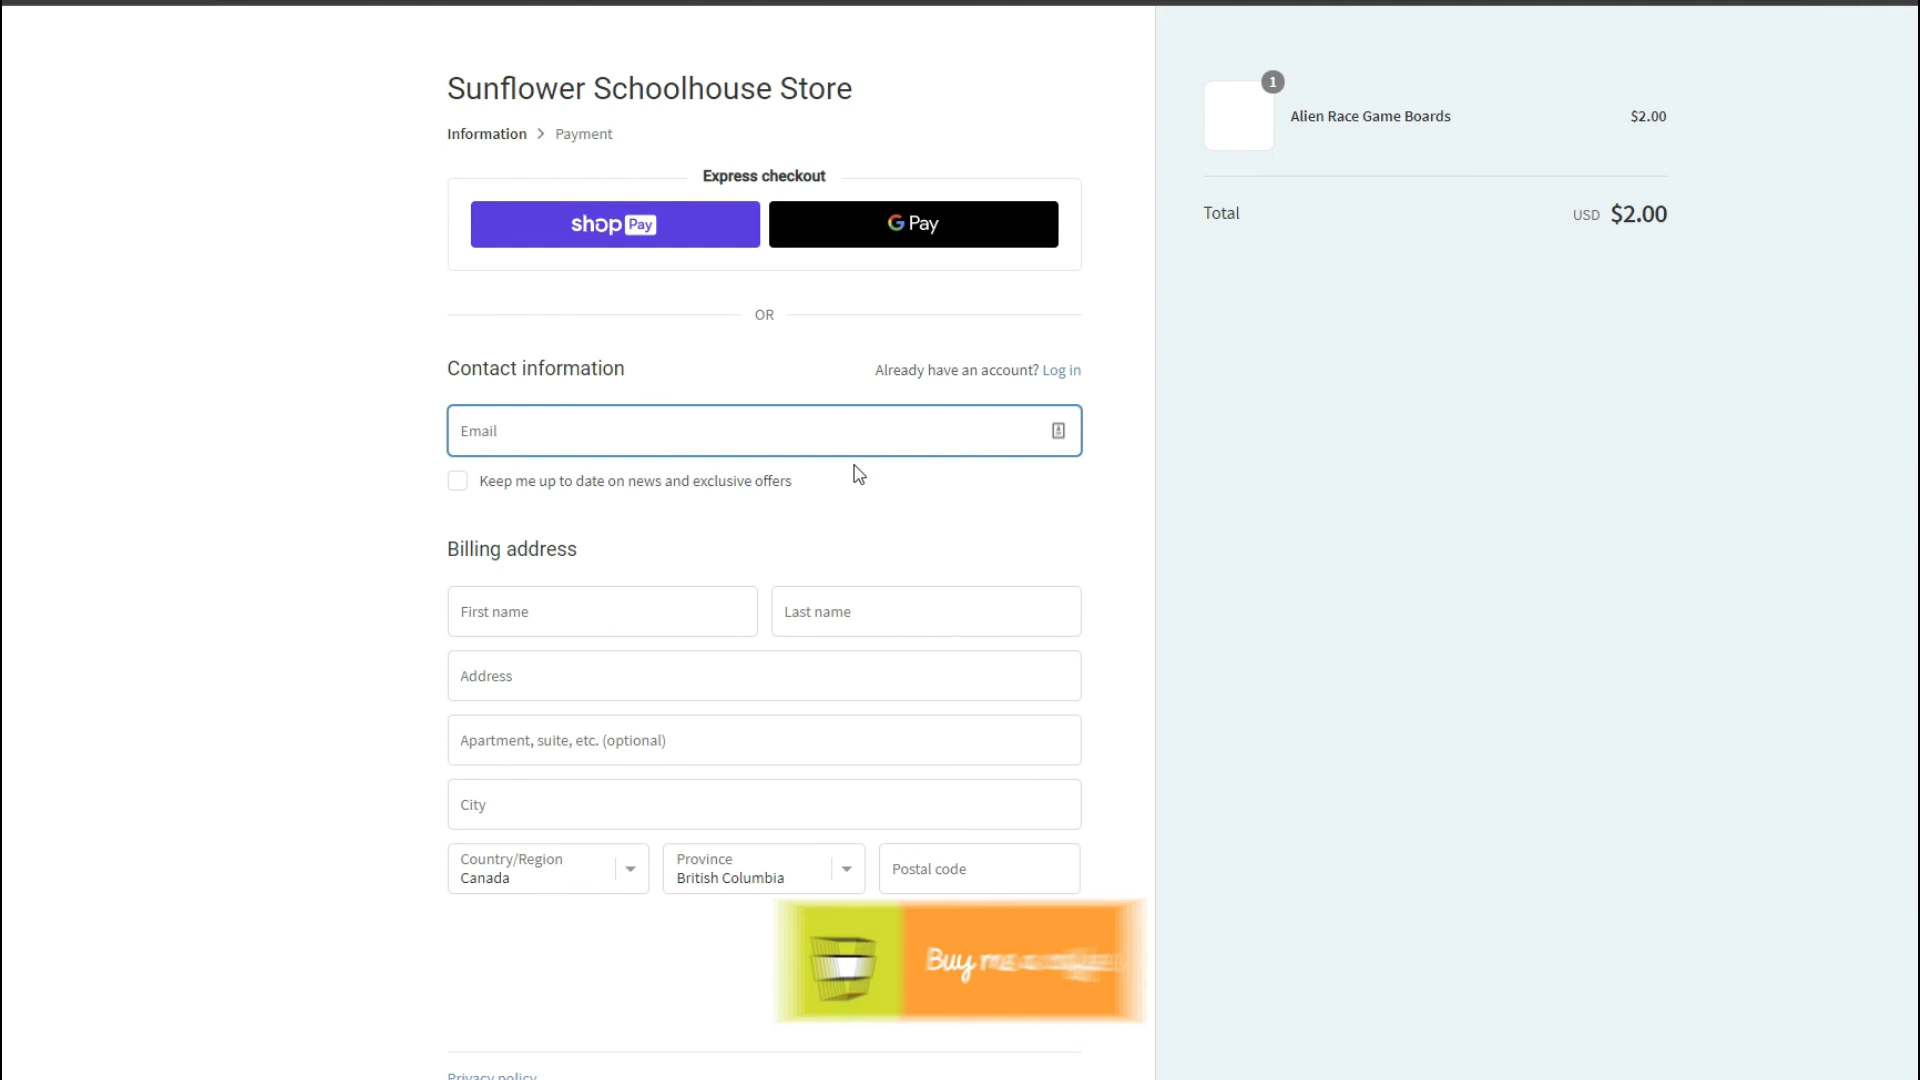 Sunflower Schoolhouse Store
Information > Payment
Express checkout
shop Pay
G Pay
OR
Contact information
Already have an account? Log in
Email
Keep me up to date on news and exclusive offers
Billing address
First name
Last name
Address
Apartment, suite, etc. (optional)
City
Country/Region
Canada
Province
British Columbia
Postal code
Buy me a
Privacy policy
1
Alien Race Game Boards
$2.00
Total
USD $2.00